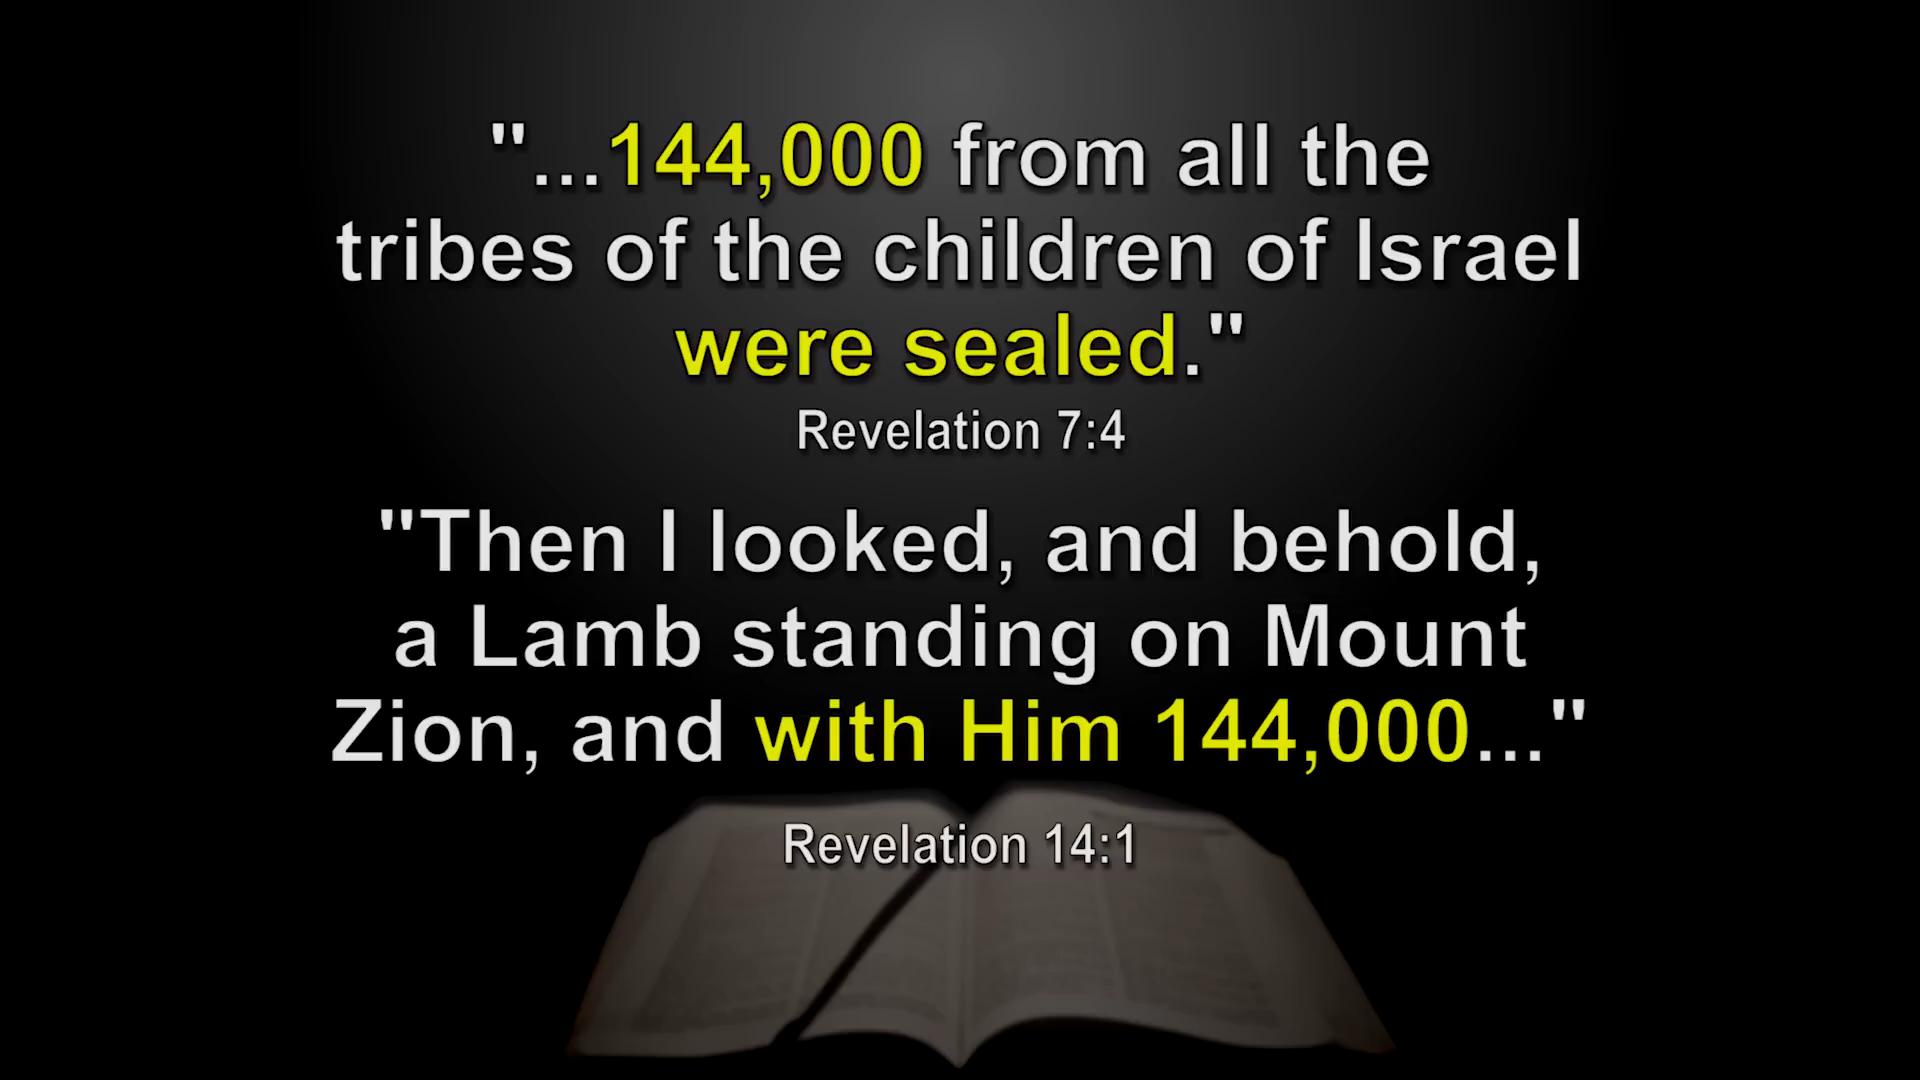 "...144,000 from all the
tribes of the children of Israel
were sealed."
Revelation 7:4
"Then I looked, and behold,
a Lamb standing on Mount
Zion, and with Him 144,000..."
Revelation 14:1